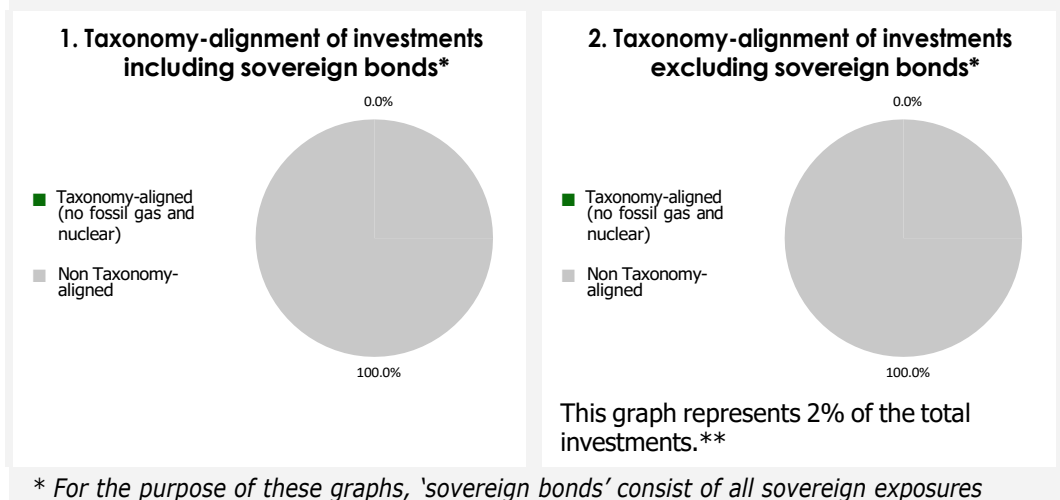 1. Taxonomy-alignment of investments
including sovereign bonds*
0.0%
Taxonomy-aligned
(no fossil gas and
nuclear)
Non Taxonomy-
aligned
100.0%
2. Taxonomy-alignment of investments
excluding sovereign bonds*
0.0%
Taxonomy-aligned
(no fossil gas and
nuclear)
Non Taxonomy-
aligned
100.0%
This graph represents 2% of the total
investments.**
* For the purpose of these graphs, ‘sovereign bonds’ consist of all sovereign exposures